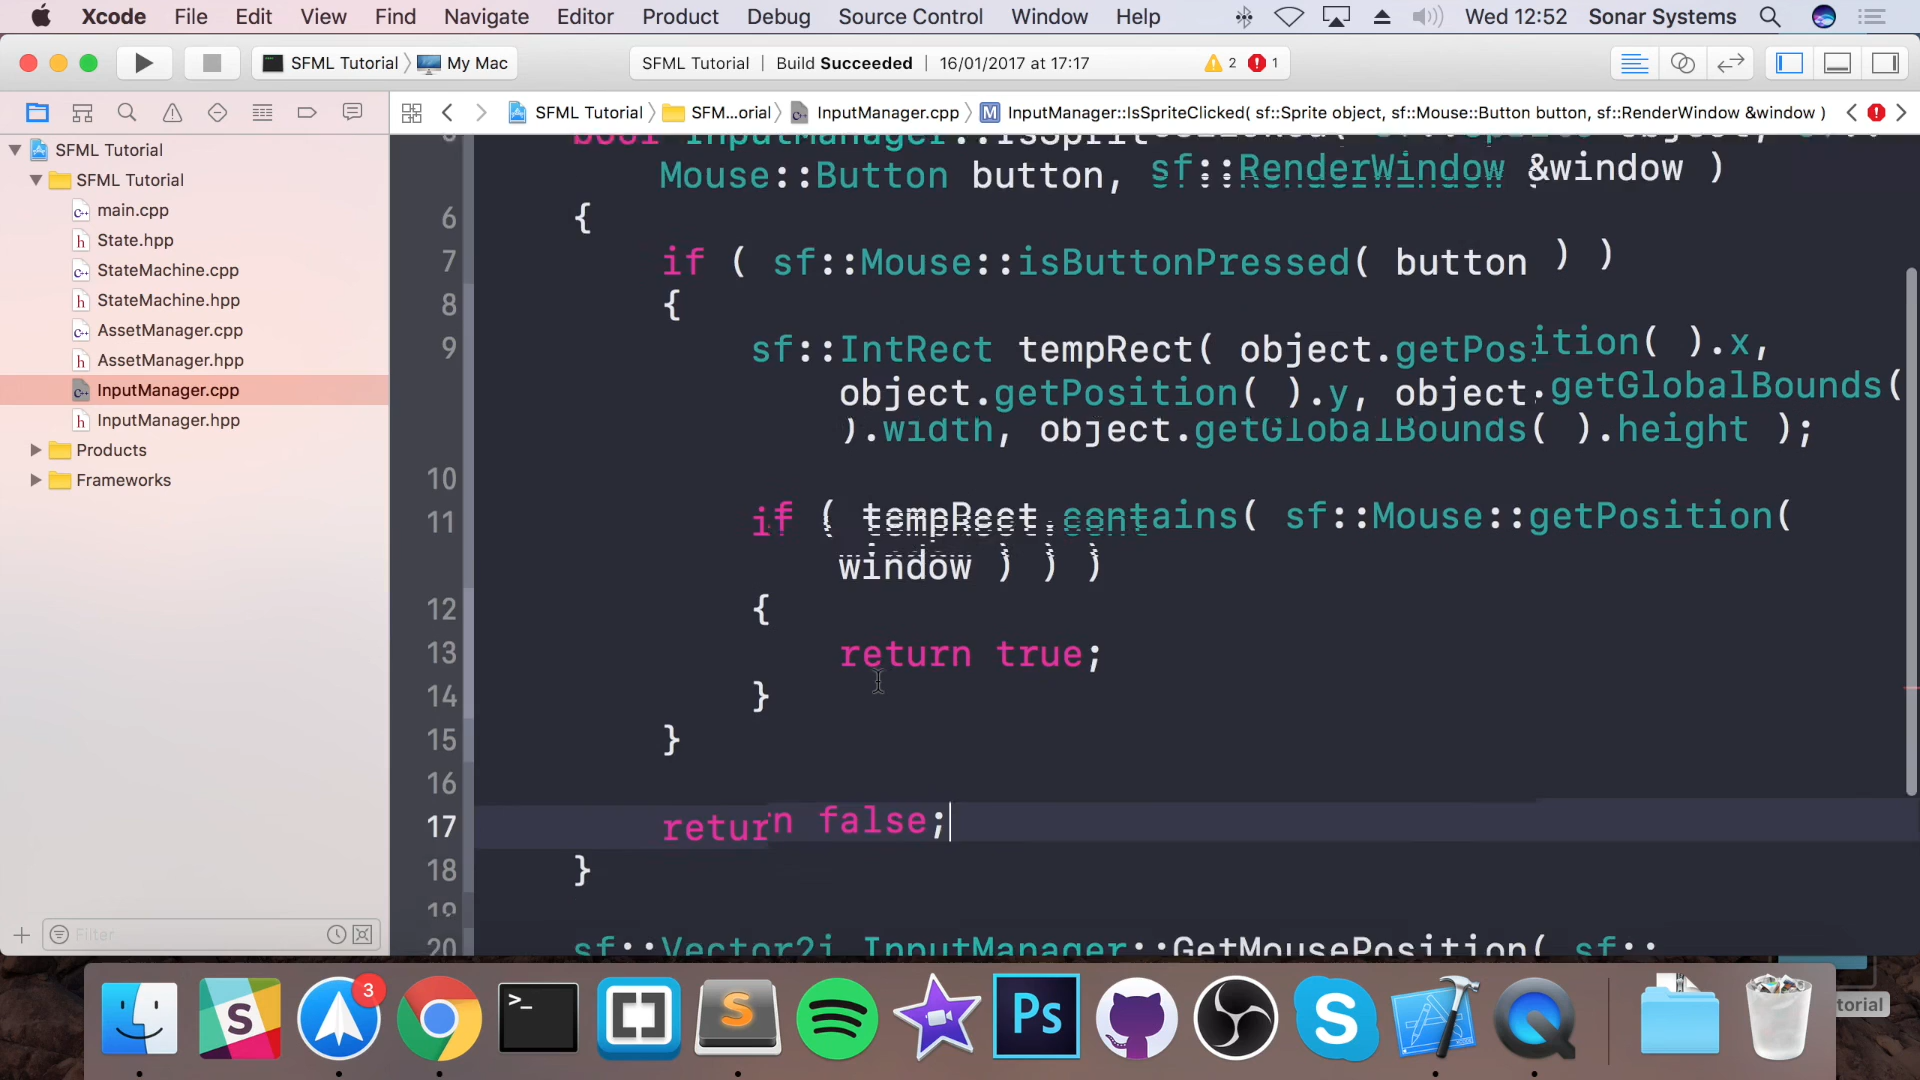 Xcode File Edit View Find Navigate Editor Product Debug Source Control Window Help Wed 12:52 Sonar Systems
SFML Tutorial My Mac SFML Tutorial | Build Succeeded | 16/01/2017 at 17:17 2 1
SFML Tutorial SFM...orial InputManager.cpp M InputManager::IsSpriteClicked( sf::Sprite object, sf::Mouse::Button button, sf::RenderWindow &window )
SFML Tutorial
SFML Tutorial
main.cpp
State.hpp
StateMachine.cpp
StateMachine.hpp
AssetManager.cpp
AssetManager.hpp
InputManager.cpp
InputManager.hpp
Products
Frameworks
Filter
bool InputManager::IsSprit
Mouse::Button button, sf::RenderWindow &window )
6 {
7 if ( sf::Mouse::isButtonPressed( button ) )
8 {
9 sf::IntRect tempRect( object.getPosition( ).x,
object.getPosition( ).y, object.getGlobalBounds(
).width, object.getGlobalBounds( ).height );
10
11 if ( tempRect.contains( sf::Mouse::getPosition(
window ) ) )
12 {
13 return true;
14 }
15 }
16
17 return false;
18 }
19
20 sf::Vector2i InputManager::GetMousePosition( sf::
3
S
>_
S
Ps
S
torial